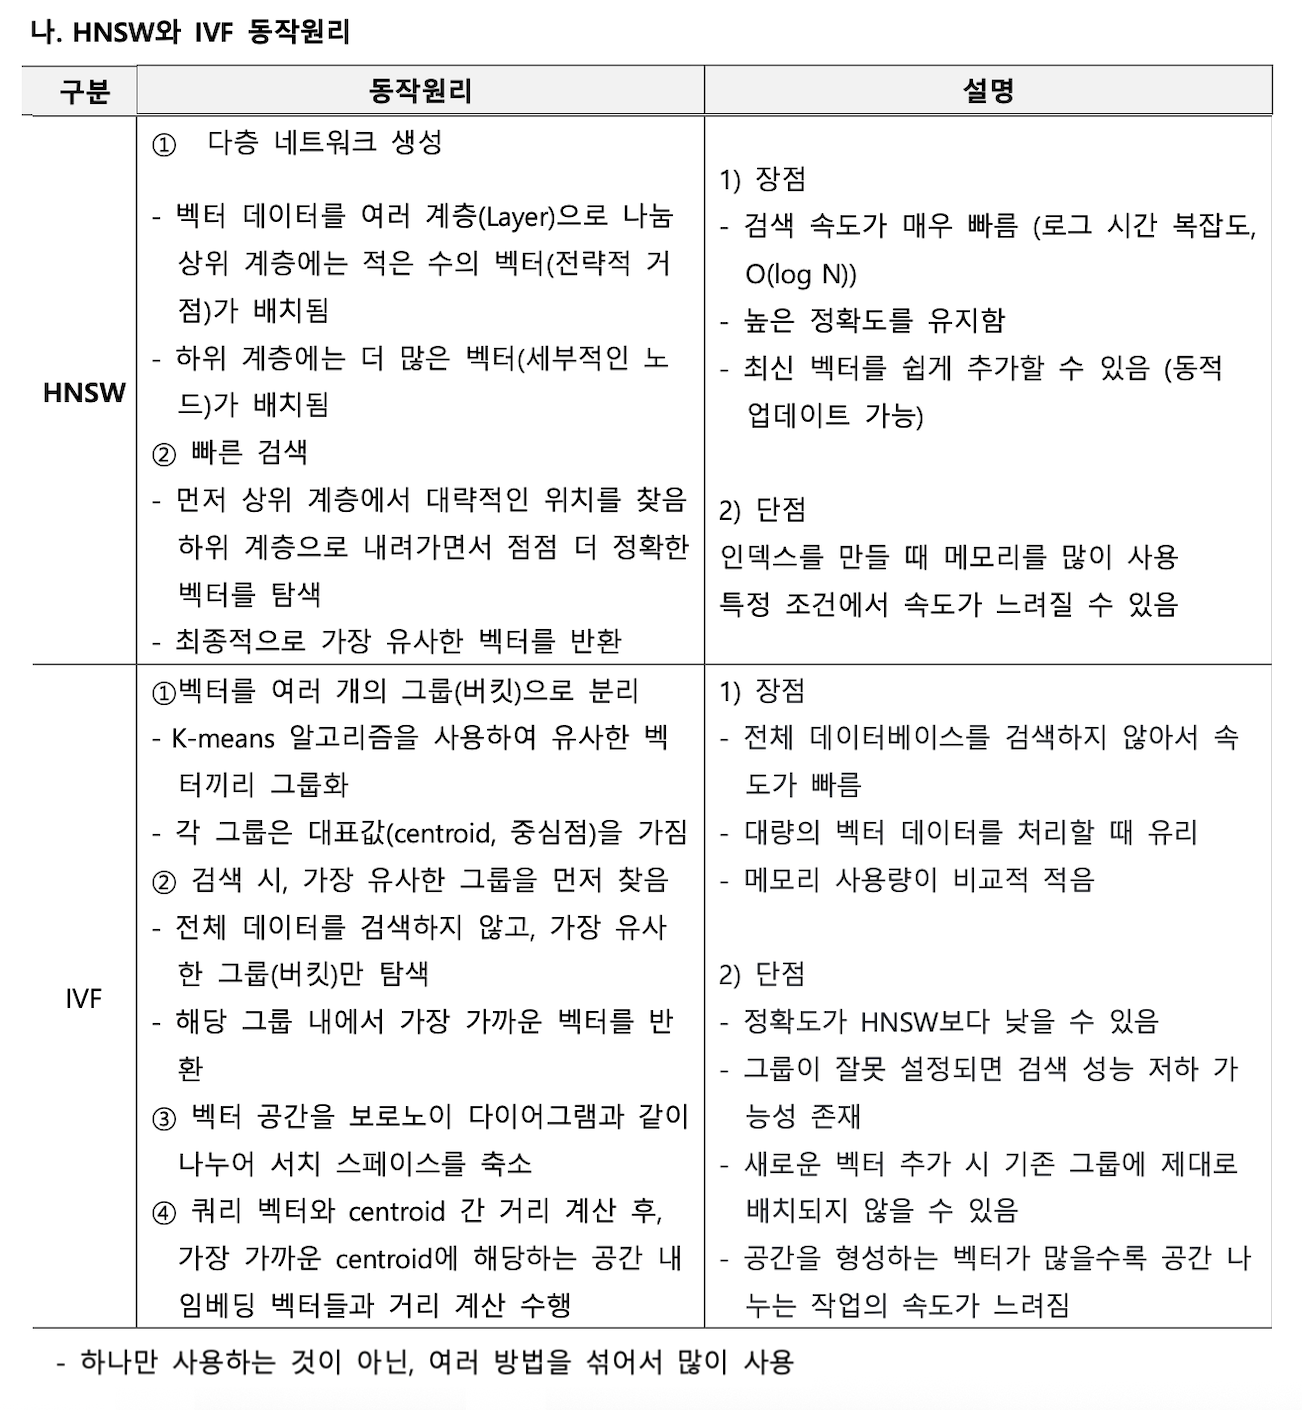 나. HNSW와 IVF 동작원리
구분
동작원리
설명
HNSW
① 다층 네트워크 생성
- 벡터 데이터를 여러 계층(Layer)으로 나눔
상위 계층에는 적은 수의 벡터(전략적 거
점)가 배치됨
- 하위 계층에는 더 많은 벡터(세부적인 노
드)가 배치됨
② 빠른 검색
- 먼저 상위 계층에서 대략적인 위치를 찾음
하위 계층으로 내려가면서 점점 더 정확한
벡터를 탐색
- 최종적으로 가장 유사한 벡터를 반환
1) 장점
- 검색 속도가 매우 빠름 (로그 시간 복잡도,
O(log N))
- 높은 정확도를 유지함
- 최신 벡터를 쉽게 추가할 수 있음 (동적
업데이트 가능)
2) 단점
인덱스를 만들 때 메모리를 많이 사용
특정 조건에서 속도가 느려질 수 있음
IVF
①벡터를 여러 개의 그룹(버킷)으로 분리
- K-means 알고리즘을 사용하여 유사한 벡
터끼리 그룹화
- 각 그룹은 대표값(centroid, 중심점)을 가짐
② 검색 시, 가장 유사한 그룹을 먼저 찾음
- 전체 데이터를 검색하지 않고, 가장 유사
한 그룹(버킷)만 탐색
- 해당 그룹 내에서 가장 가까운 벡터를 반
환
③ 벡터 공간을 보로노이 다이어그램과 같이
나누어 서치 스페이스를 축소
④ 쿼리 벡터와 centroid 간 거리 계산 후,
가장 가까운 centroid에 해당하는 공간 내
임베딩 벡터들과 거리 계산 수행
1) 장점
- 전체 데이터베이스를 검색하지 않아서 속
도가 빠름
- 대량의 벡터 데이터를 처리할 때 유리
- 메모리 사용량이 비교적 적음
2) 단점
- 정확도가 HNSW보다 낮을 수 있음
- 그룹이 잘못 설정되면 검색 성능 저하 가
능성 존재
- 새로운 벡터 추가 시 기존 그룹에 제대로
배치되지 않을 수 있음
- 공간을 형성하는 벡터가 많을수록 공간 나
누는 작업의 속도가 느려짐
- 하나만 사용하는 것이 아닌, 여러 방법을 섞어서 많이 사용